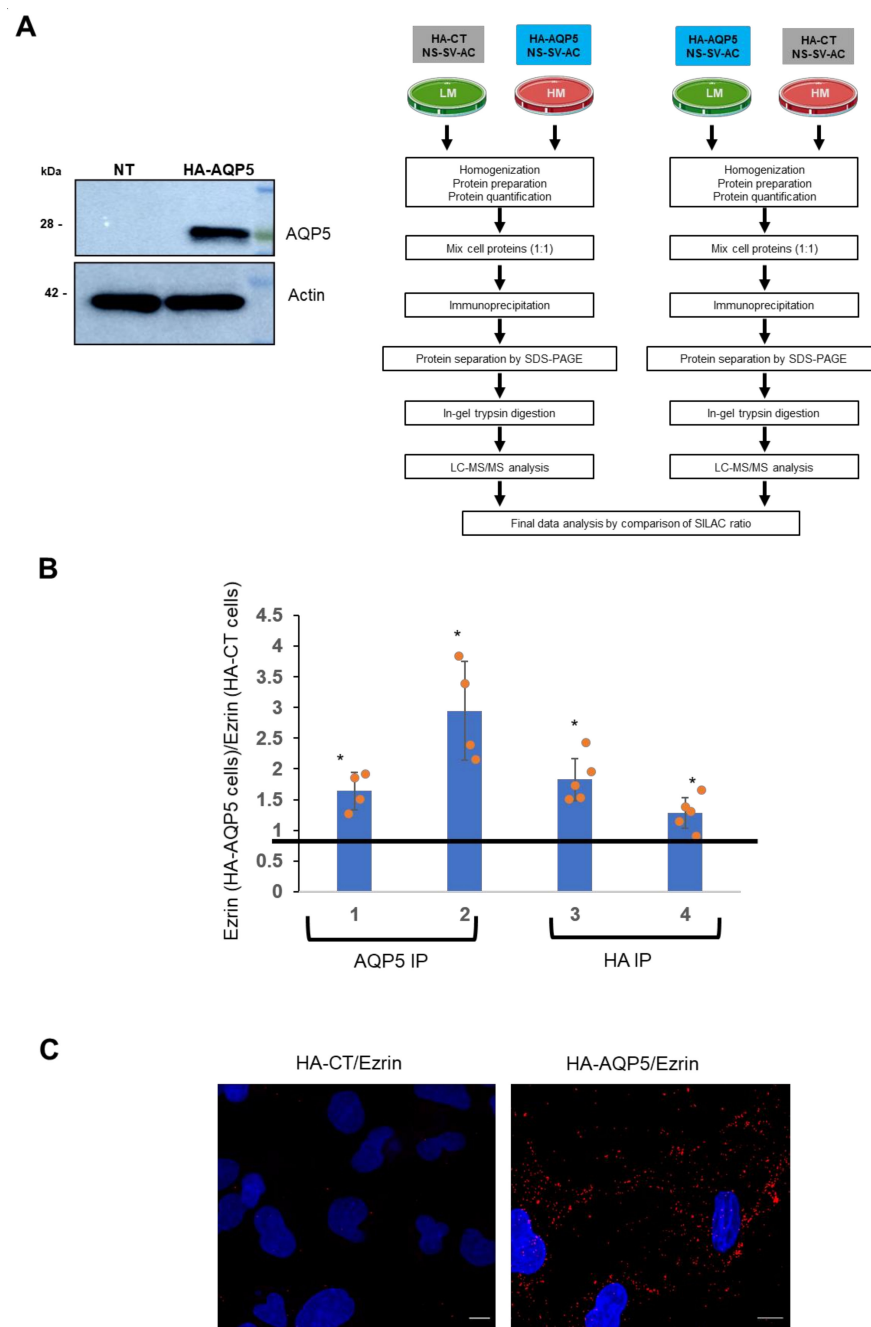 A
HA-CT
NS-SV-AC
HA-AQP5
NS-SV-AC
HA-AQP5
NS-SV-AC
HA-CT
NS-SV-AC
LM
HM
LM
HM
kDa
NT
HA-AQP5
28 -
AQP5
42 -
Actin
Homogenization
Protein preparation
Protein quantification
Homogenization
Protein preparation
Protein quantification
Mix cell proteins (1:1)
Mix cell proteins (1:1)
Immunoprecipitation
Immunoprecipitation
Protein separation by SDS-PAGE
Protein separation by SDS-PAGE
In-gel trypsin digestion
In-gel trypsin digestion
LC-MS/MS analysis
LC-MS/MS analysis
Final data analysis by comparison of SILAC ratio
B
Ezrin (HA-AQP5 cells)/Ezrin (HA-CT cells)
4.5
4
3.5
3
2.5
2
1.5
1
0.5
0
*
*
*
*
1
2
3
4
AQP5 IP
HA IP
C
HA-CT/Ezrin
HA-AQP5/Ezrin